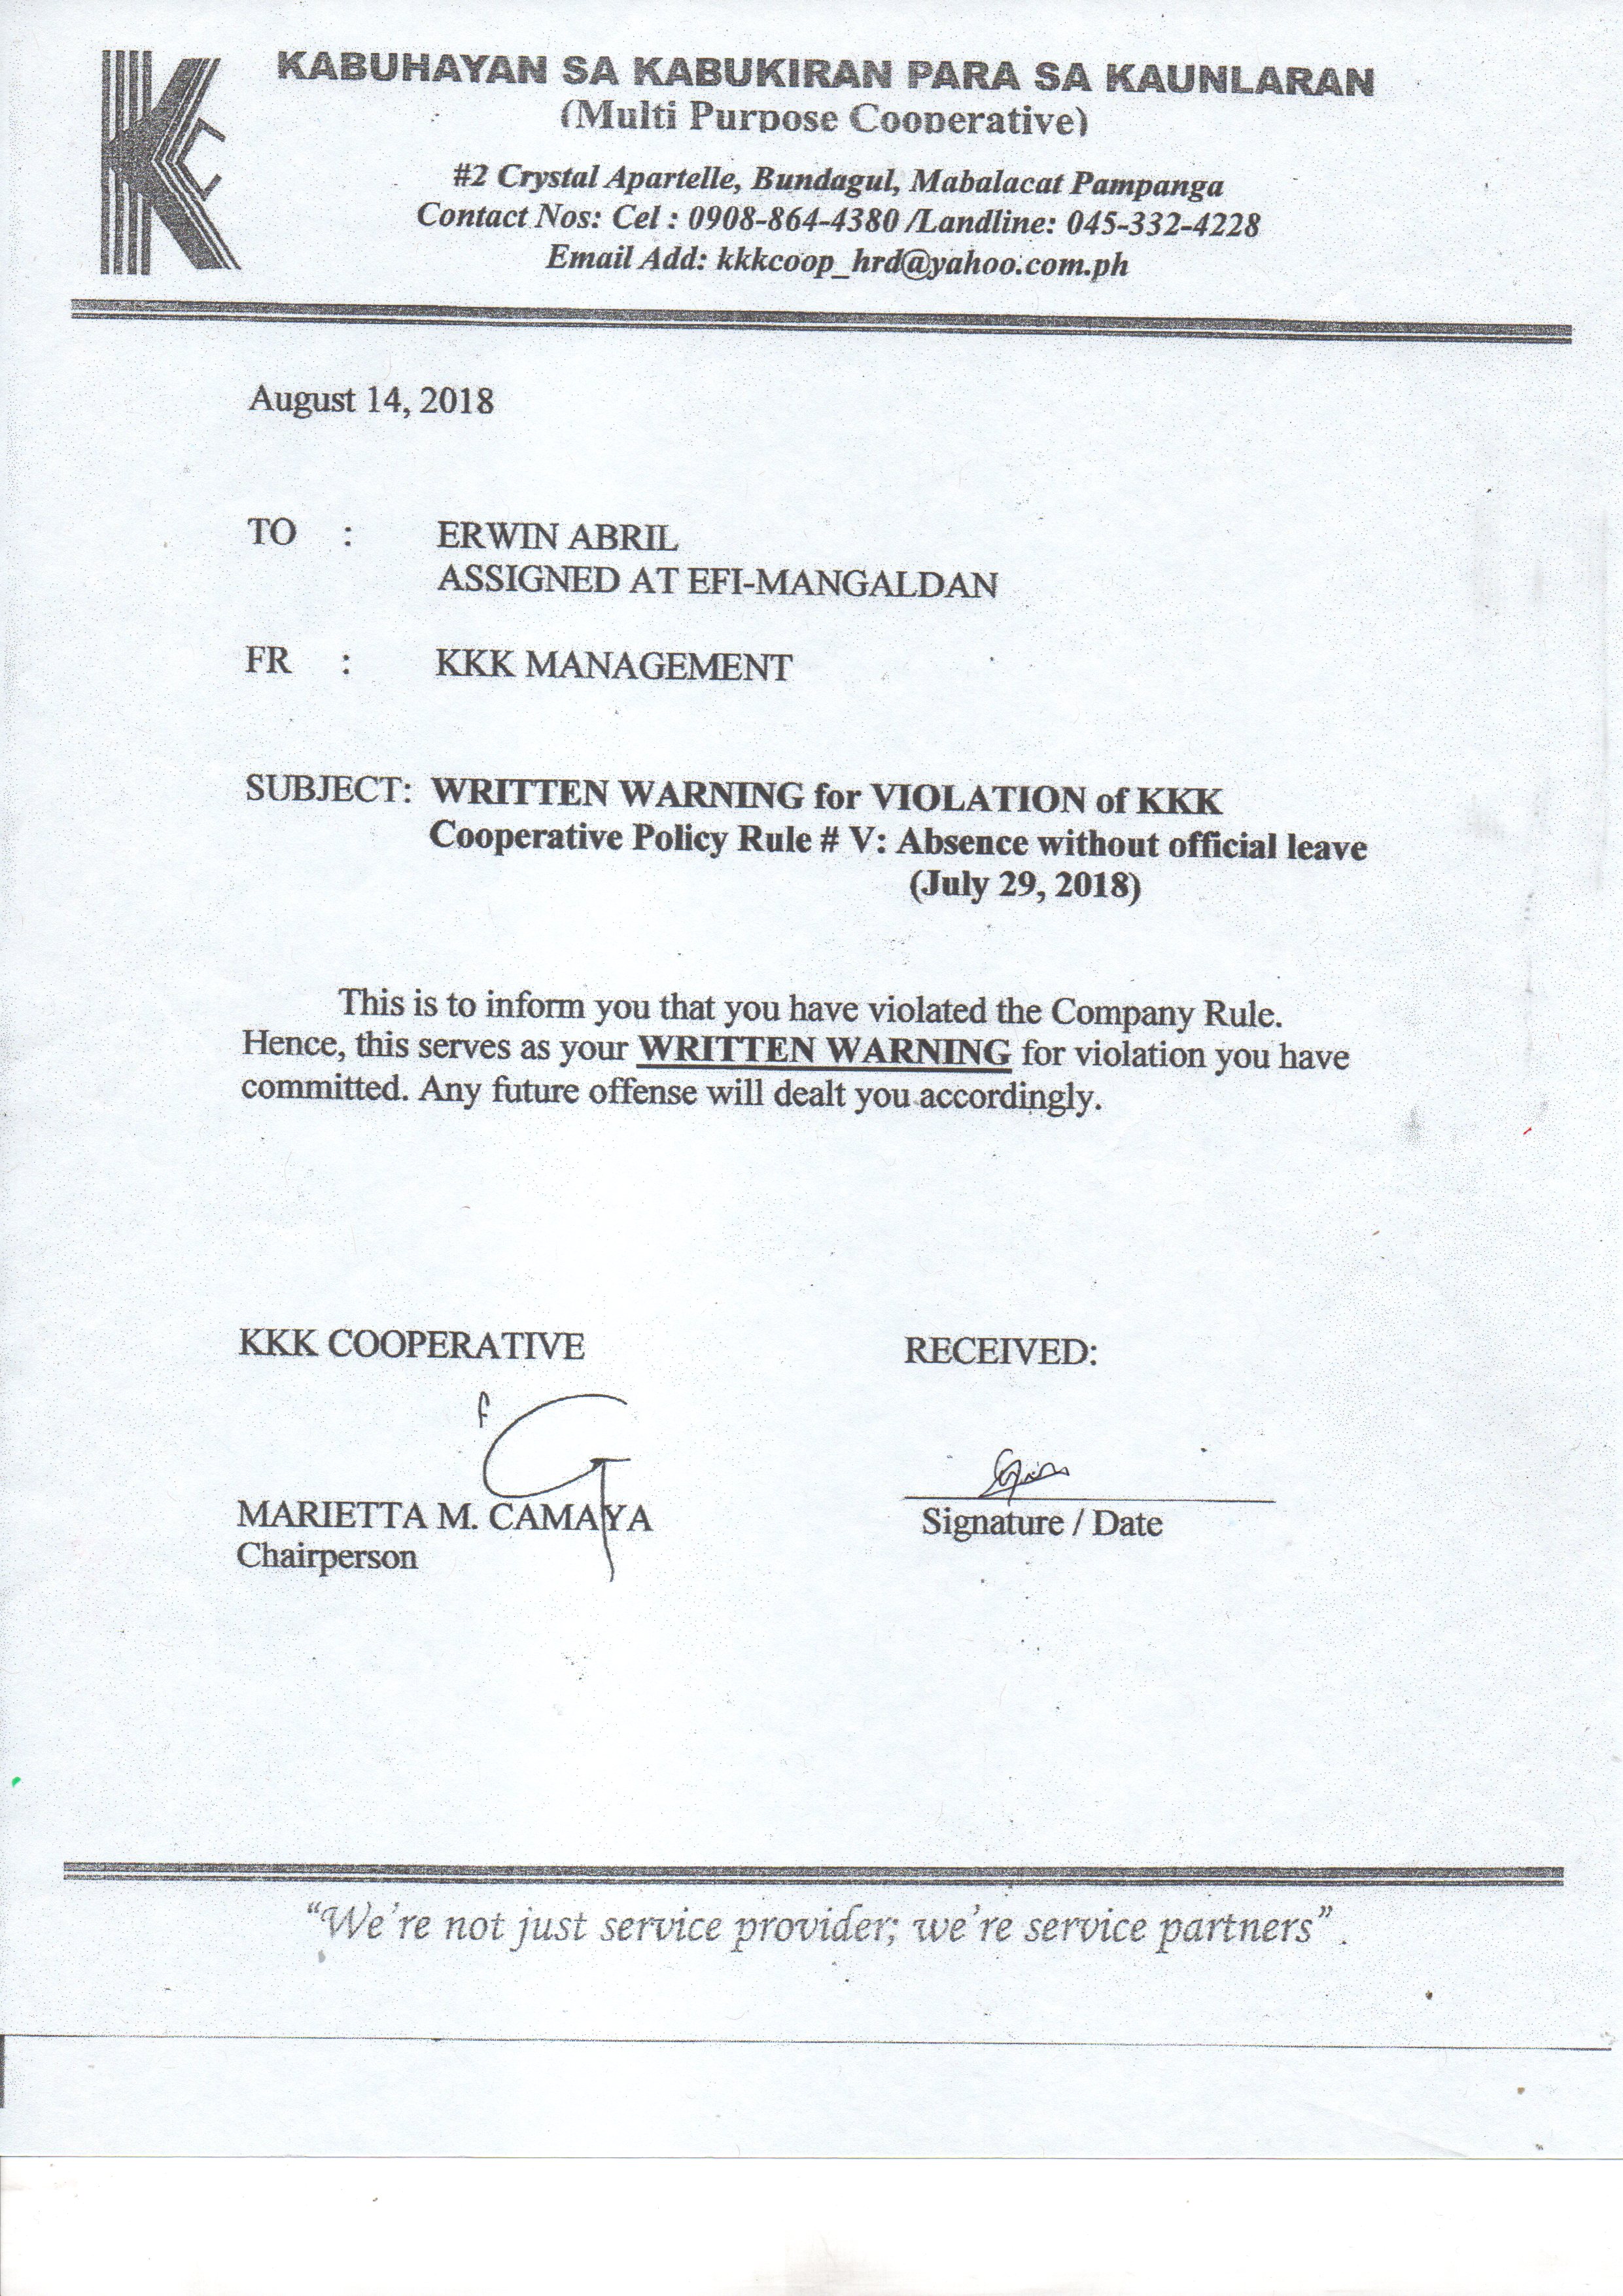 KABUHAYAN SA KABUKIRAN PARA SA KAUNLARAN
(Multi Purpose Cooperative)
#2 Crystal Apartelle, Bundagul, Mabalacat Pampanga
Contact Nos: Cel : 0908-864-4380 /Landline: 045-332-4228
Email Add: kkkcoop_hrd@yahoo.com.ph
August 14, 2018
TO : ERWIN ABRIL
ASSIGNED AT EFI-MANGALDAN
FR : KKK MANAGEMENT
SUBJECT: WRITTEN WARNING for VIOLATION of KKK
Cooperative Policy Rule # V: Absence without official leave
(July 29, 2018)
This is to inform you that you have violated the Company Rule.
Hence, this serves as your WRITTEN WARNING for violation you have
committed. Any future offense will dealt you accordingly.
KKK COOPERATIVE RECEIVED:
MARIETTA M. CAMAYA Signature / Date
Chairperson
“We're not just service provider; we're service partners”.